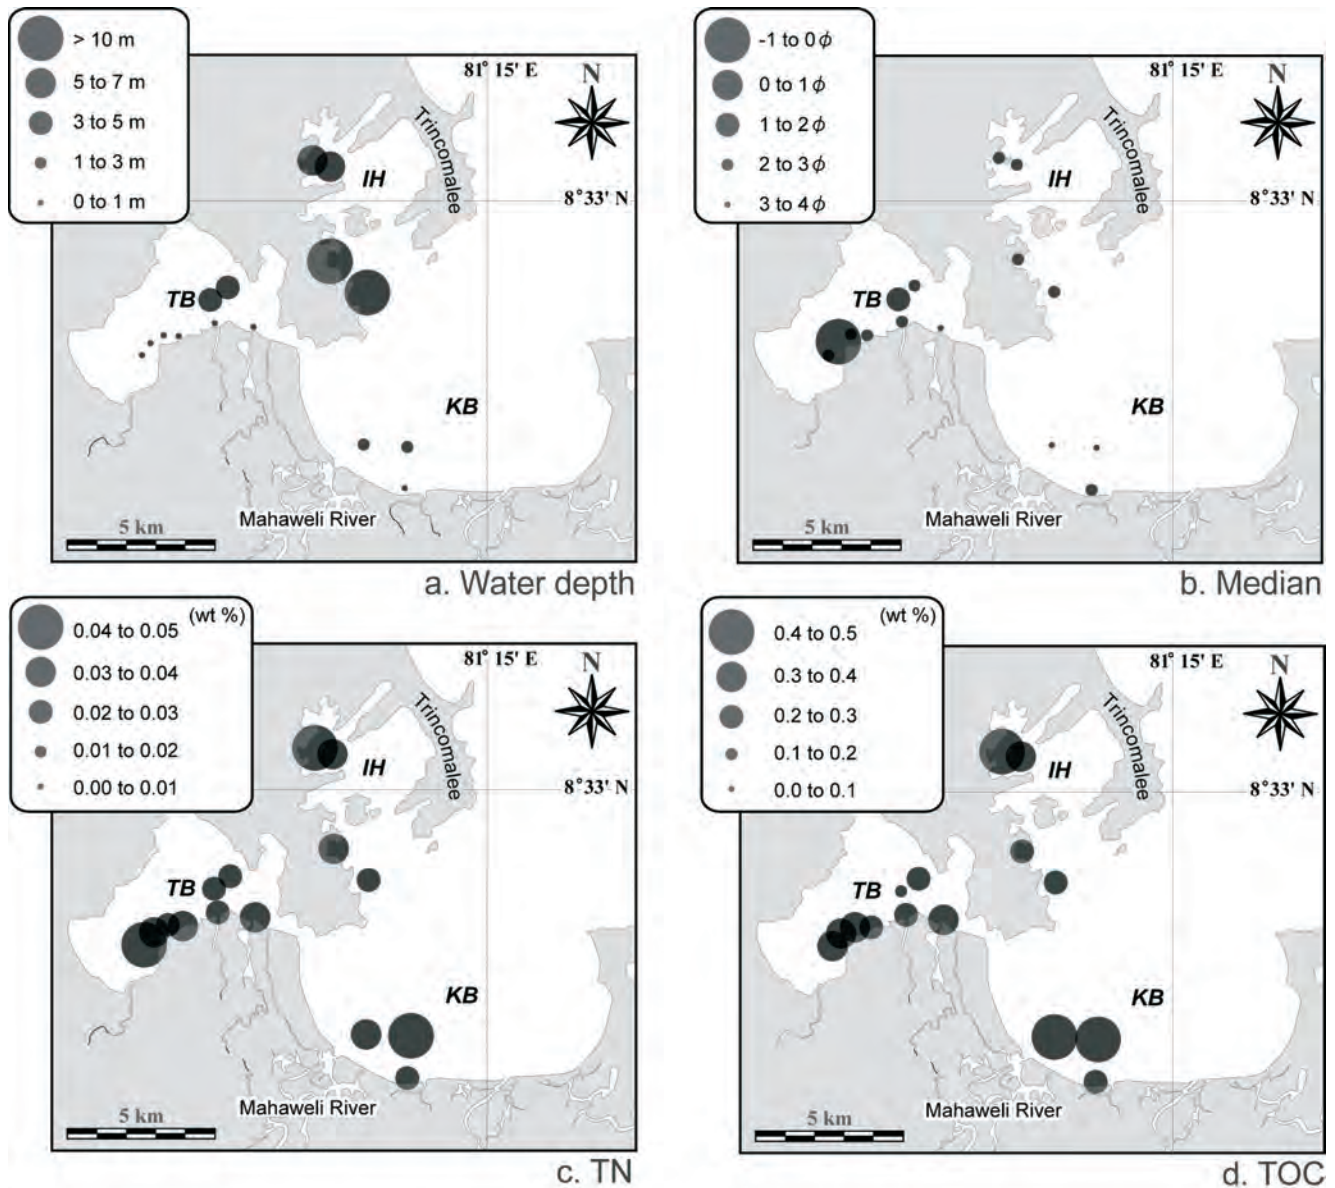 > 10 m
5 to 7 m
3 to 5 m
1 to 3 m
0 to 1 m
81° 15' E
N
Trincomalee
IH
8°33' N
TB
KB
5 km
Mahaweli River
a. Water depth
-1 to 0 ϕ
0 to 1 ϕ
1 to 2 ϕ
2 to 3 ϕ
3 to 4 ϕ
81° 15' E
N
Trincomalee
IH
8°33' N
TB
KB
5 km
Mahaweli River
b. Median
(wt %)
0.04 to 0.05
0.03 to 0.04
0.02 to 0.03
0.01 to 0.02
0.00 to 0.01
81° 15' E
N
Trincomalee
IH
8°33' N
TB
KB
5 km
Mahaweli River
c. TN
(wt %)
0.4 to 0.5
0.3 to 0.4
0.2 to 0.3
0.1 to 0.2
0.0 to 0.1
81° 15' E
N
Trincomalee
IH
8°33' N
TB
KB
5 km
Mahaweli River
d. TOC